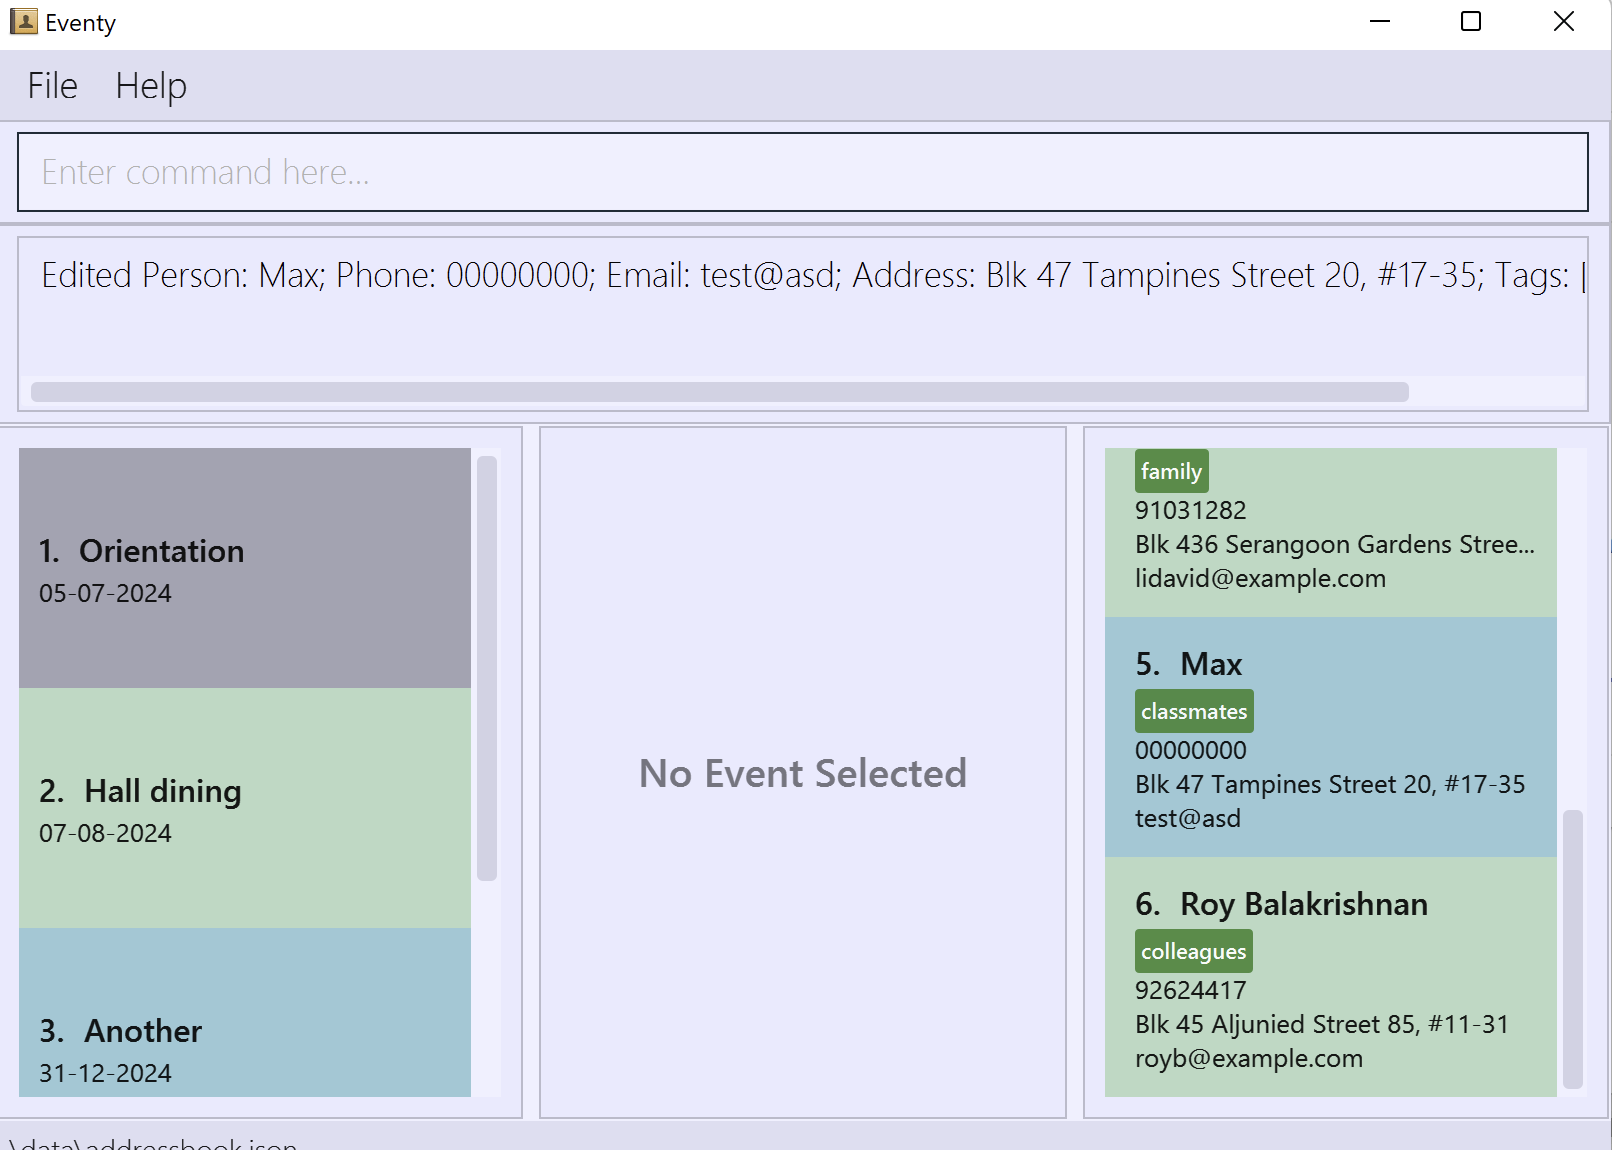 Eventy
File Help
Enter command here...
Edited Person: Max; Phone: 00000000; Email: test@asd; Address: Blk 47 Tampines Street 20, #17-35; Tags: [
1. Orientation
05-07-2024
2. Hall dining
07-08-2024
3. Another
31-12-2024
No Event Selected
family
91031282
Blk 436 Serangoon Gardens Stree...
lidavid@example.com
5. Max
classmates
00000000
Blk 47 Tampines Street 20, #17-35
test@asd
6. Roy Balakrishnan
colleagues
92624417
Blk 45 Aljunied Street 85, #11-31
royb@example.com
\data\addressbook.json